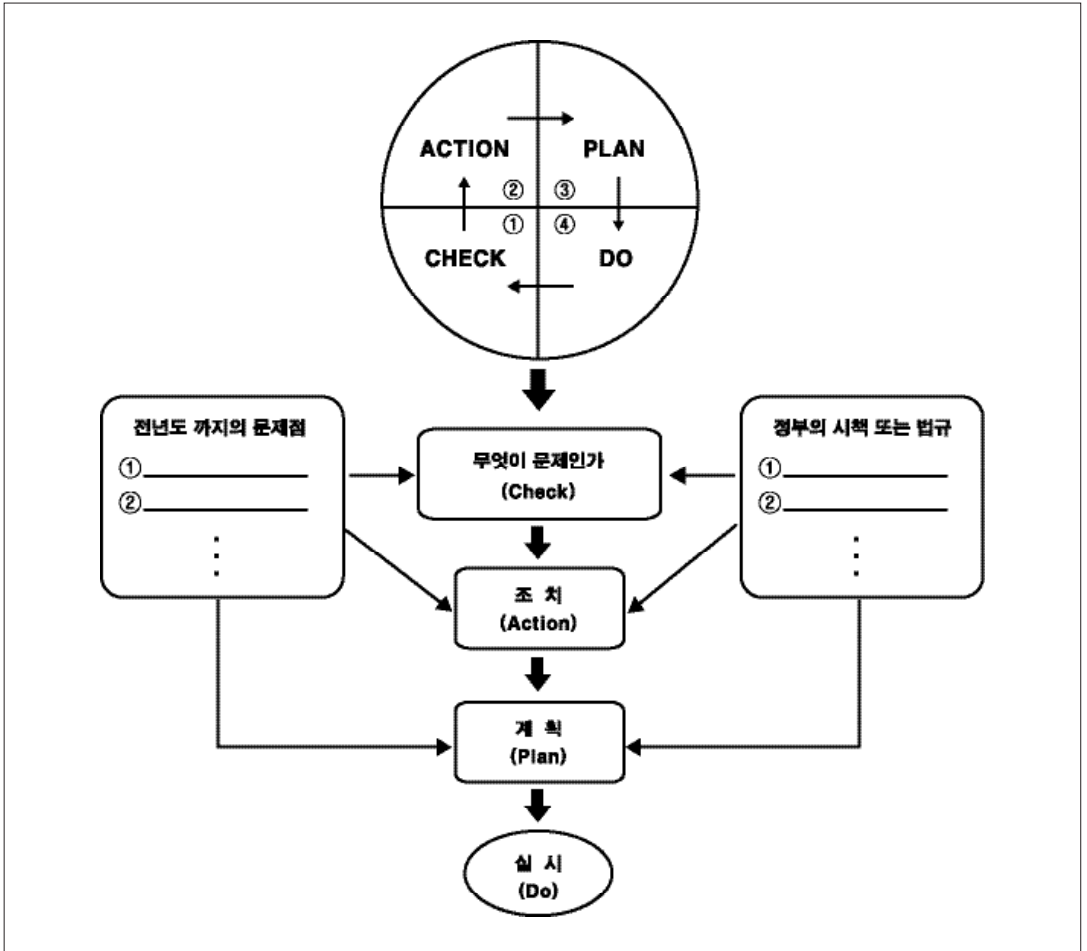 ACTION
PLAN
② ③
① ④
CHECK
DO
전년도 까지의 문제점
①
②
무엇이 문제인가
(Check)
정부의 시책 또는 법규
①
②
조 치
(Action)
계 획
(Plan)
실 시
(Do)